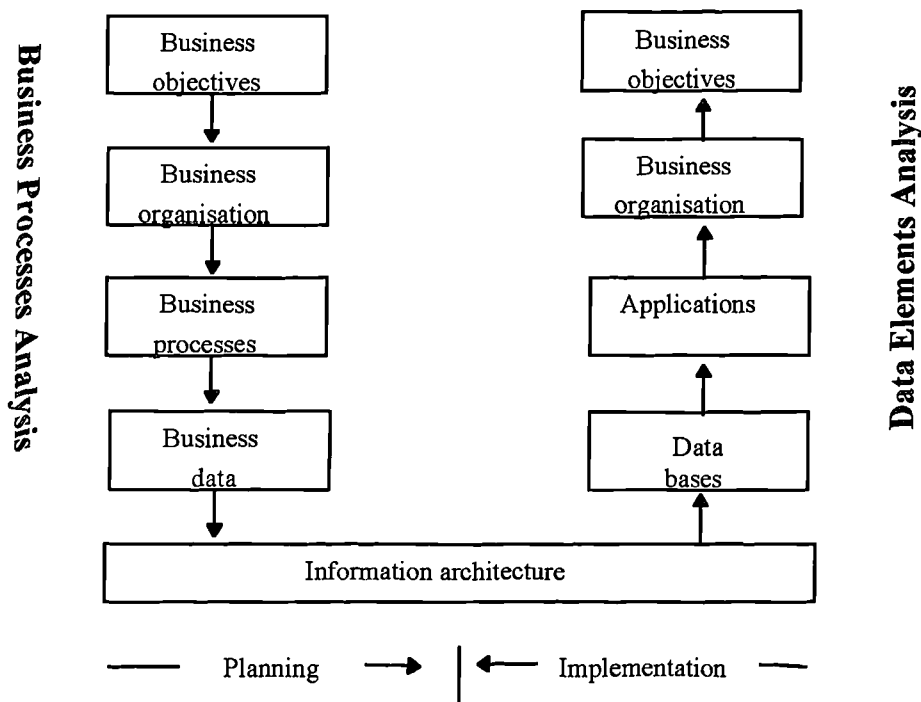 Business Processes Analysis
Business
objectives
Business
organisation
Business
processes
Business
data
Business
objectives
Business
organisation
Applications
Data
bases
Data Elements Analysis
Information architecture
Planning
Implementation